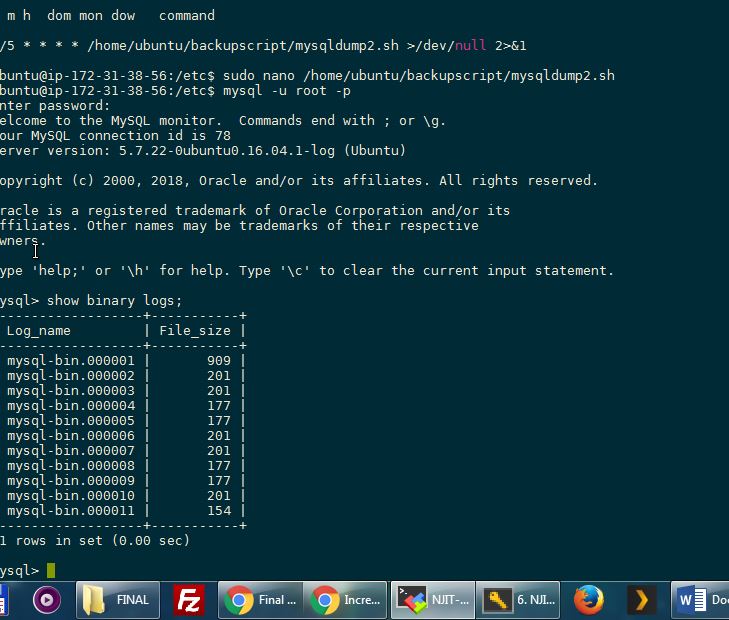 m h  dom mon dow   command
/5 * * * * /home/ubuntu/backupscript/mysqldump2.sh >/dev/null 2>&1
buntu@ip-172-31-38-56:/etc$ sudo nano /home/ubuntu/backupscript/mysqldump2.sh
buntu@ip-172-31-38-56:/etc$ mysql -u root -p
nter password:
elcome to the MySQL monitor.  Commands end with ; or \g.
our MySQL connection id is 78
erver version: 5.7.22-0ubuntu0.16.04.1-log (Ubuntu)
opyright (c) 2000, 2018, Oracle and/or its affiliates. All rights reserved.
racle is a registered trademark of Oracle Corporation and/or its
ffiliates. Other names may be trademarks of their respective
wners.
ype 'help;' or '\h' for help. Type '\c' to clear the current input statement.
ysql> show binary logs;
------------------+-----------+
Log_name         | File_size |
------------------+-----------+
mysql-bin.000001 |       909 |
mysql-bin.000002 |       201 |
mysql-bin.000003 |       201 |
mysql-bin.000004 |       177 |
mysql-bin.000005 |       177 |
mysql-bin.000006 |       201 |
mysql-bin.000007 |       201 |
mysql-bin.000008 |       177 |
mysql-bin.000009 |       177 |
mysql-bin.000010 |       201 |
mysql-bin.000011 |       154 |
------------------+-----------+
1 rows in set (0.00 sec)
ysql>
FINAL Fz Final ... Incre... NJIT-... 6. NJI... W Doc